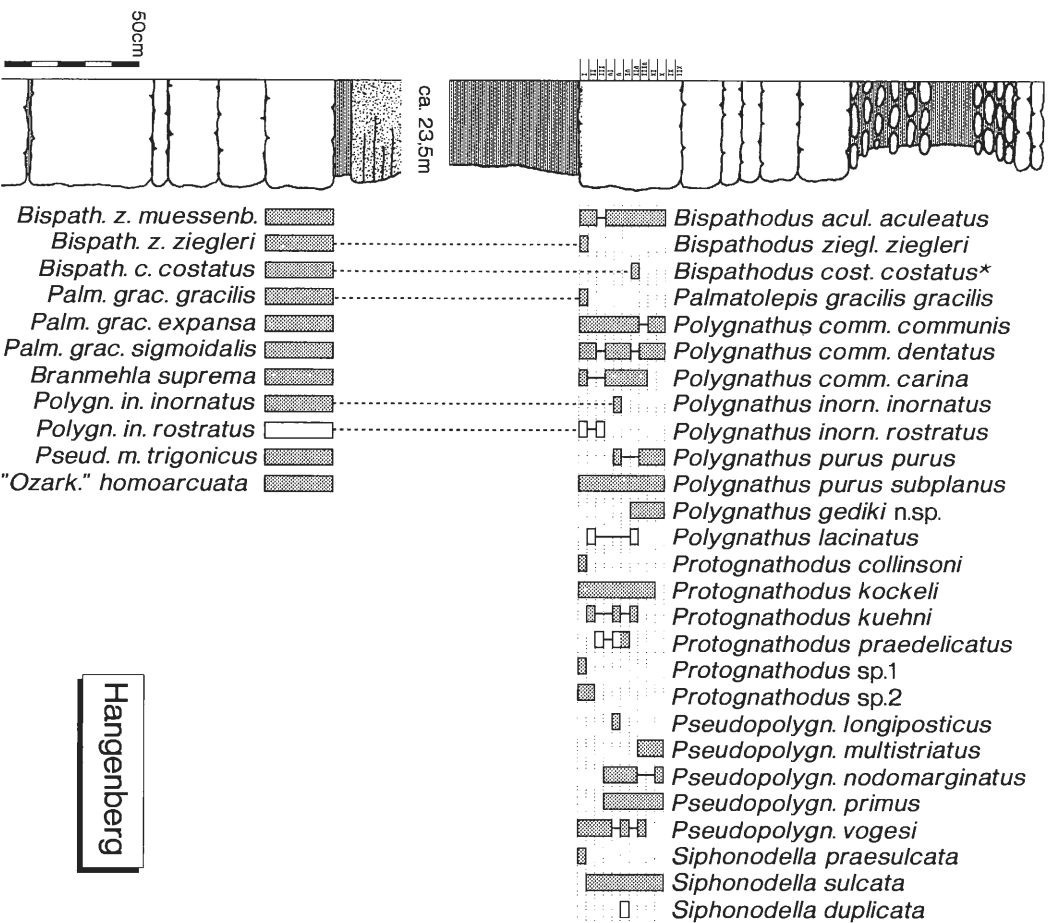 50cm
ca. 23,5m
Bispath. z. muessenb.
Bispath. z. ziegleri
Bispath. c. costatus
Palm. grac. gracilis
Palm. grac. expansa
Palm. grac. sigmoidalis
Branmehla suprema
Polygn. in. inornatus
Polygn. in. rostratus
Pseud. m. trigonicus
"Ozark." homoarcuata
Bispathodus acul. aculeatus
Bispathodus ziegl. ziegleri
Bispathodus cost. costatus*
Palmatolepis gracilis gracilis
Polygnathus comm. communis
Polygnathus comm. dentatus
Polygnathus comm. carina
Polygnathus inorn. inornatus
Polygnathus inorn. rostratus
Polygnathus purus purus
Polygnathus purus subplanus
Polygnathus gediki n.sp.
Polygnathus lacinatus
Protognathodus collinsoni
Protognathodus kockeli
Protognathodus kuehni
Protognathodus praedelicatus
Protognathodus sp.1
Protognathodus sp.2
Pseudopolygn. longiposticus
Pseudopolygn. multistriatus
Pseudopolygn. nodomarginatus
Pseudopolygn. primus
Pseudopolygn. vogesi
Siphonodella praesulcata
Siphonodella sulcata
Siphonodella duplicata
Hangenberg